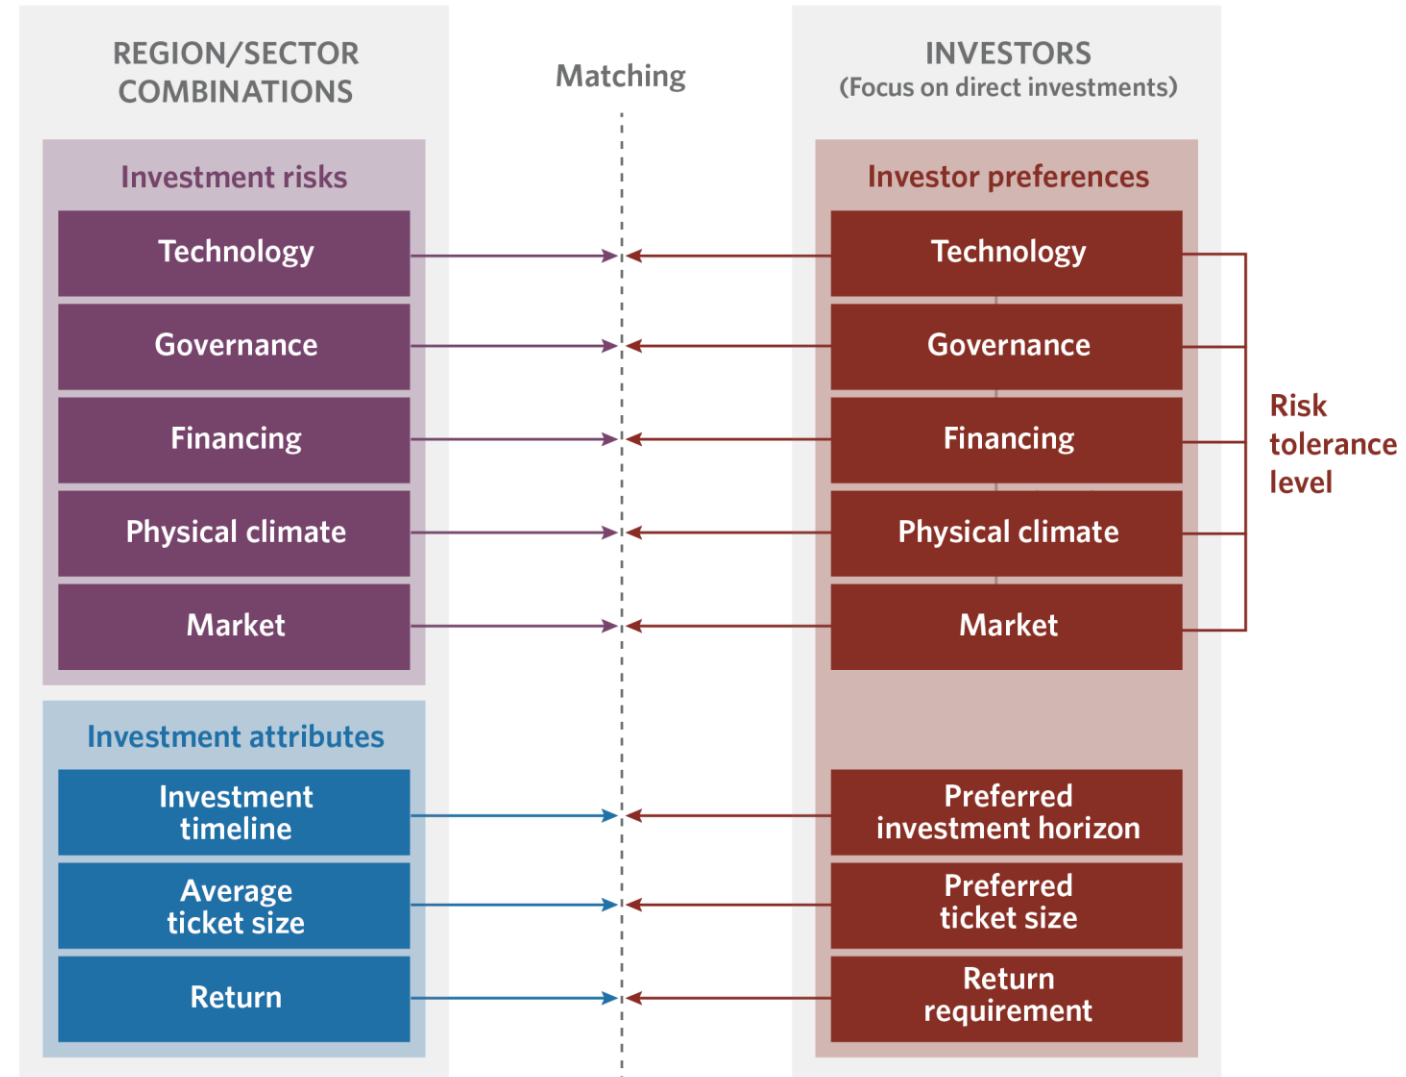 REGION/SECTOR
COMBINATIONS
Matching
INVESTORS
(Focus on direct investments)
Investment risks
Technology
Governance
Financing
Physical climate
Market
Investment attributes
Investment
timeline
Average
ticket size
Return
Investor preferences
Technology
Governance
Financing
Physical climate
Market
Preferred
investment horizon
Preferred
ticket size
Return
requirement
Risk
tolerance
level